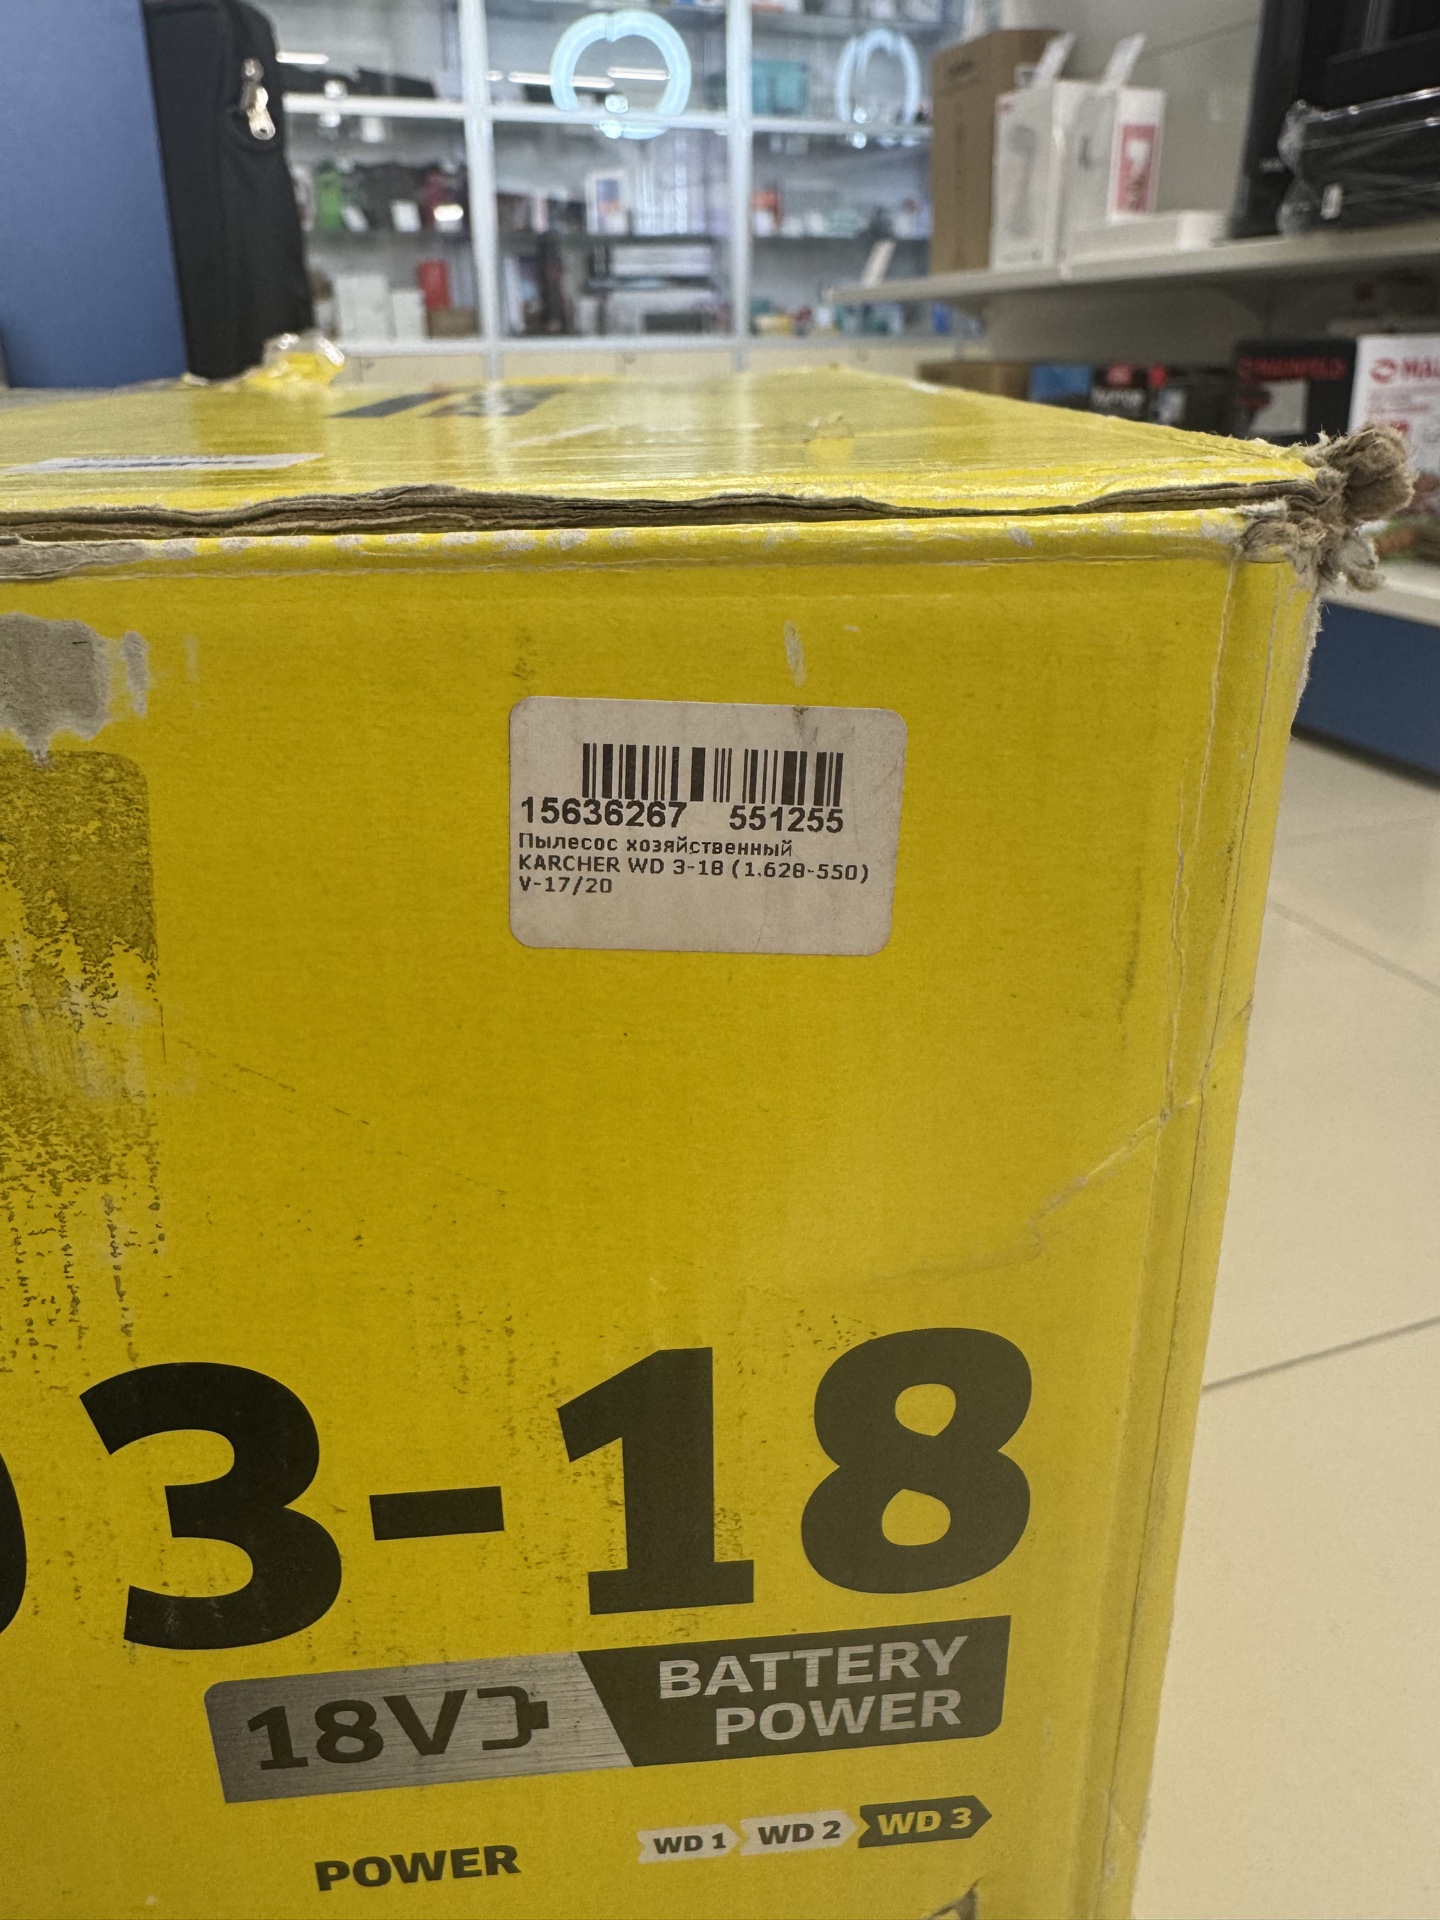 MAUNFELD
15636267 551255
Пылесос хозяйственный
KARCHER WD 3-18 (1.628-550)
V-17/20
3-18
18V
BATTERY
POWER
POWER
WD 1 WD 2 WD 3